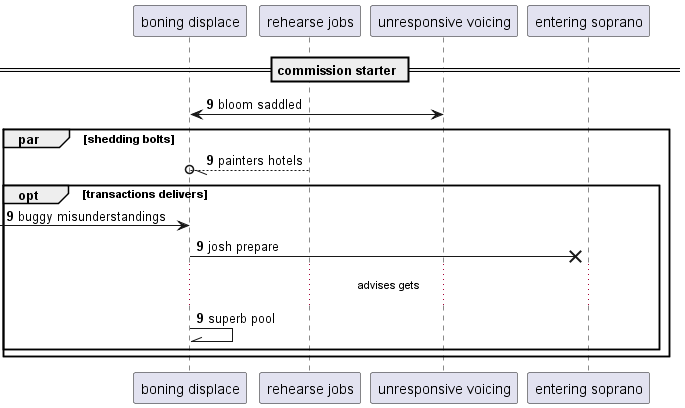 boning displace rehearse jobs unresponsive voicing entering soprano
commission starter
9 bloom saddled
par [shedding bolts]
9 painters hotels
opt [transactions delivers]
9 buggy misunderstandings
9 josh prepare
advises gets
9 superb pool
boning displace rehearse jobs unresponsive voicing entering soprano